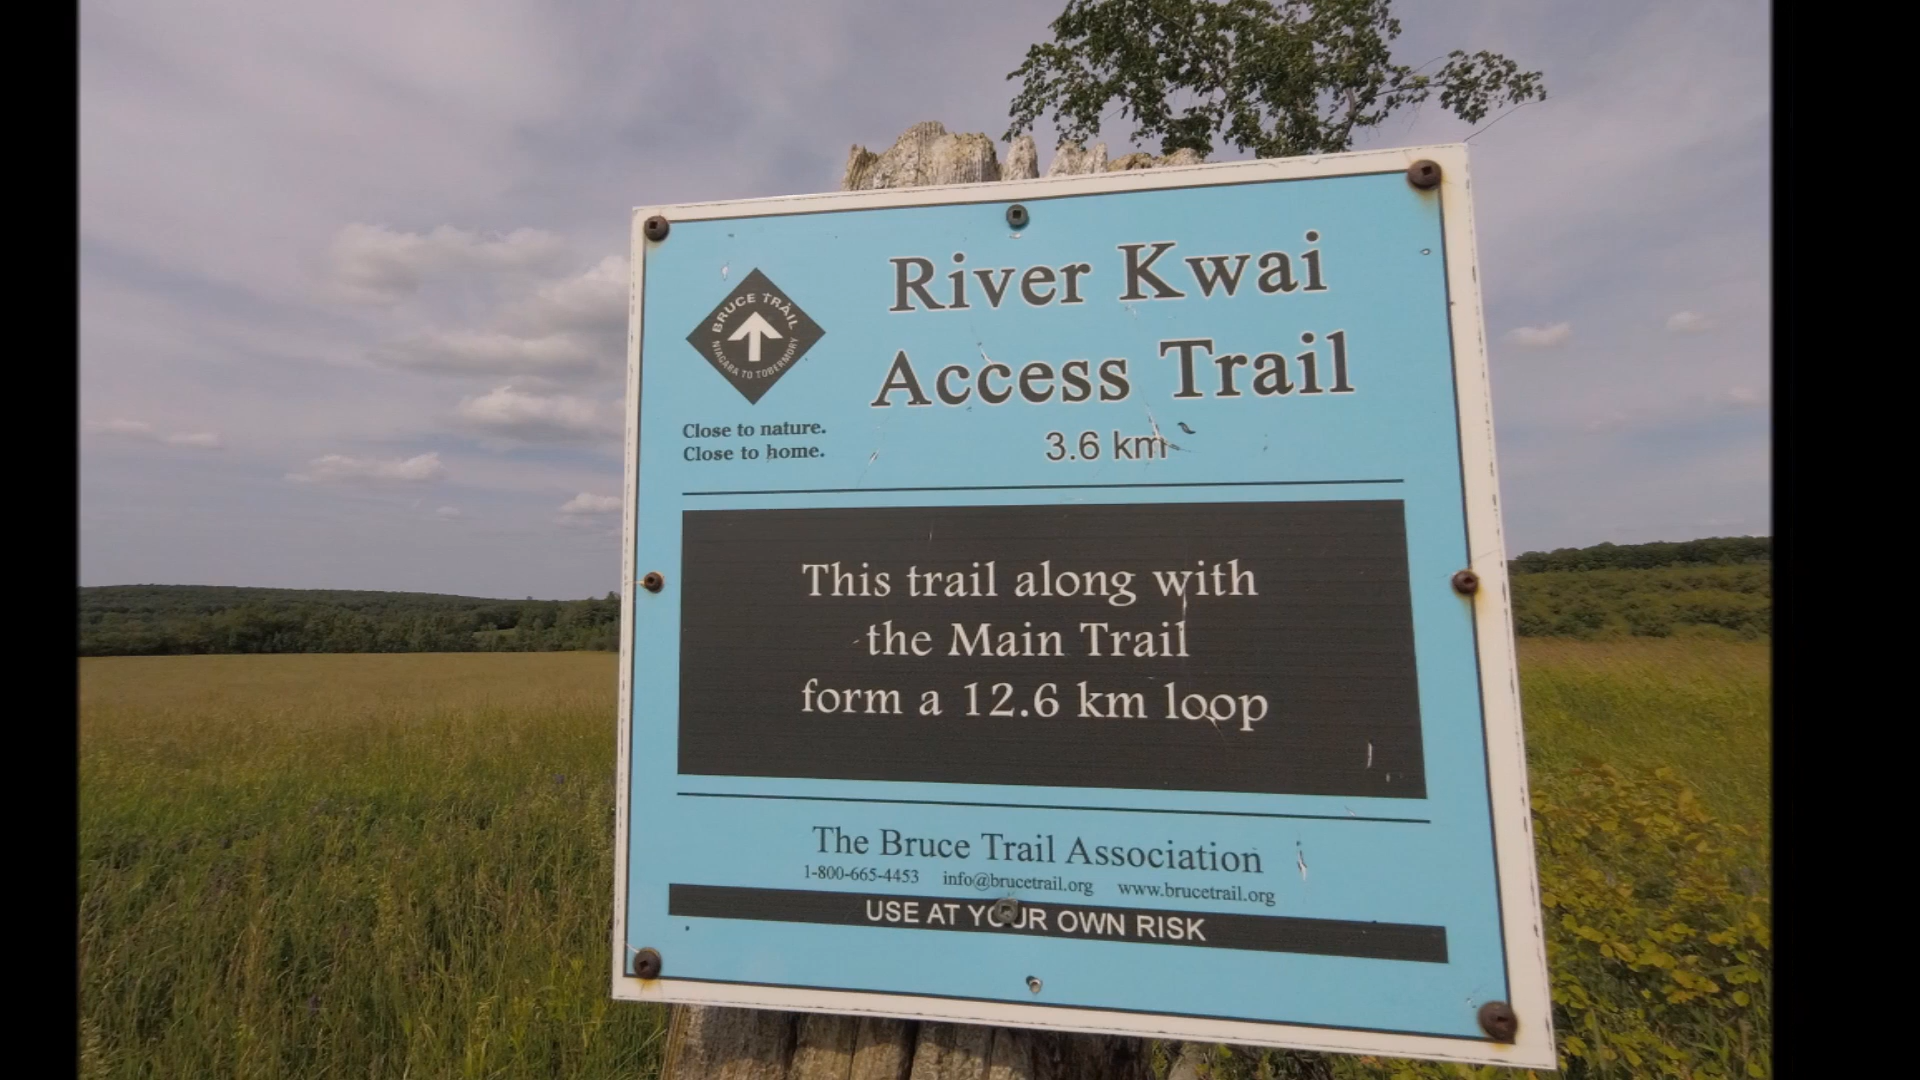 River Kwai
Access Trail
3.6 km
BRUCE TRAIL
NIAGARA TO TOBERMORY
Close to nature.
Close to home.
This trail along with
the Main Trail
form a 12.6 km loop
The Bruce Trail Association
1-800-665-4453 info@brucetrail.org www.brucetrail.org
USE AT YOUR OWN RISK